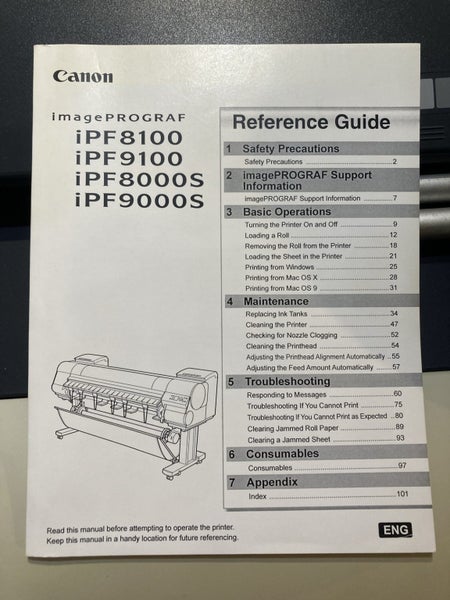 Canon
imagePROGRAF
iPF8100
iPF9100
iPF8000S
iPF9000S
Reference Guide
1 Safety Precautions
Safety Precautions ...2
2 imagePROGRAF Support
Information
imagePROGRAF Support Information ...7
3 Basic Operations
Turning the Printer On and Off ...9
Loading a Roll ...12
Removing the Roll from the Printer ...18
Loading the Sheet in the Printer ...21
Printing from Windows ...25
Printing from Mac OS X ...28
Printing from Mac OS 9 ...31
4 Maintenance
Replacing Ink Tanks ...34
Cleaning the Printer ...47
Checking for Nozzle Clogging ...52
Cleaning the Printhead ...54
Adjusting the Printhead Alignment Automatically ...55
Adjusting the Feed Amount Automatically ...57
5 Troubleshooting
Responding to Messages ...60
Troubleshooting If You Cannot Print ...75
Troubleshooting If You Cannot Print as Expected ...80
Clearing Jammed Roll Paper ...89
Clearing a Jammed Sheet ...93
6 Consumables
Consumables ...97
7 Appendix
Index ...101
Read this manual before attempting to operate the printer.
Keep this manual in a handy location for future referencing.
ENG